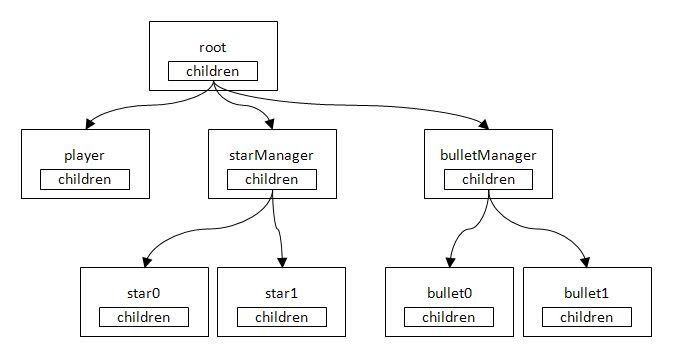 root
children
player
children
starManager
children
bulletManager
children
star0
children
star1
children
bullet0
children
bullet1
children